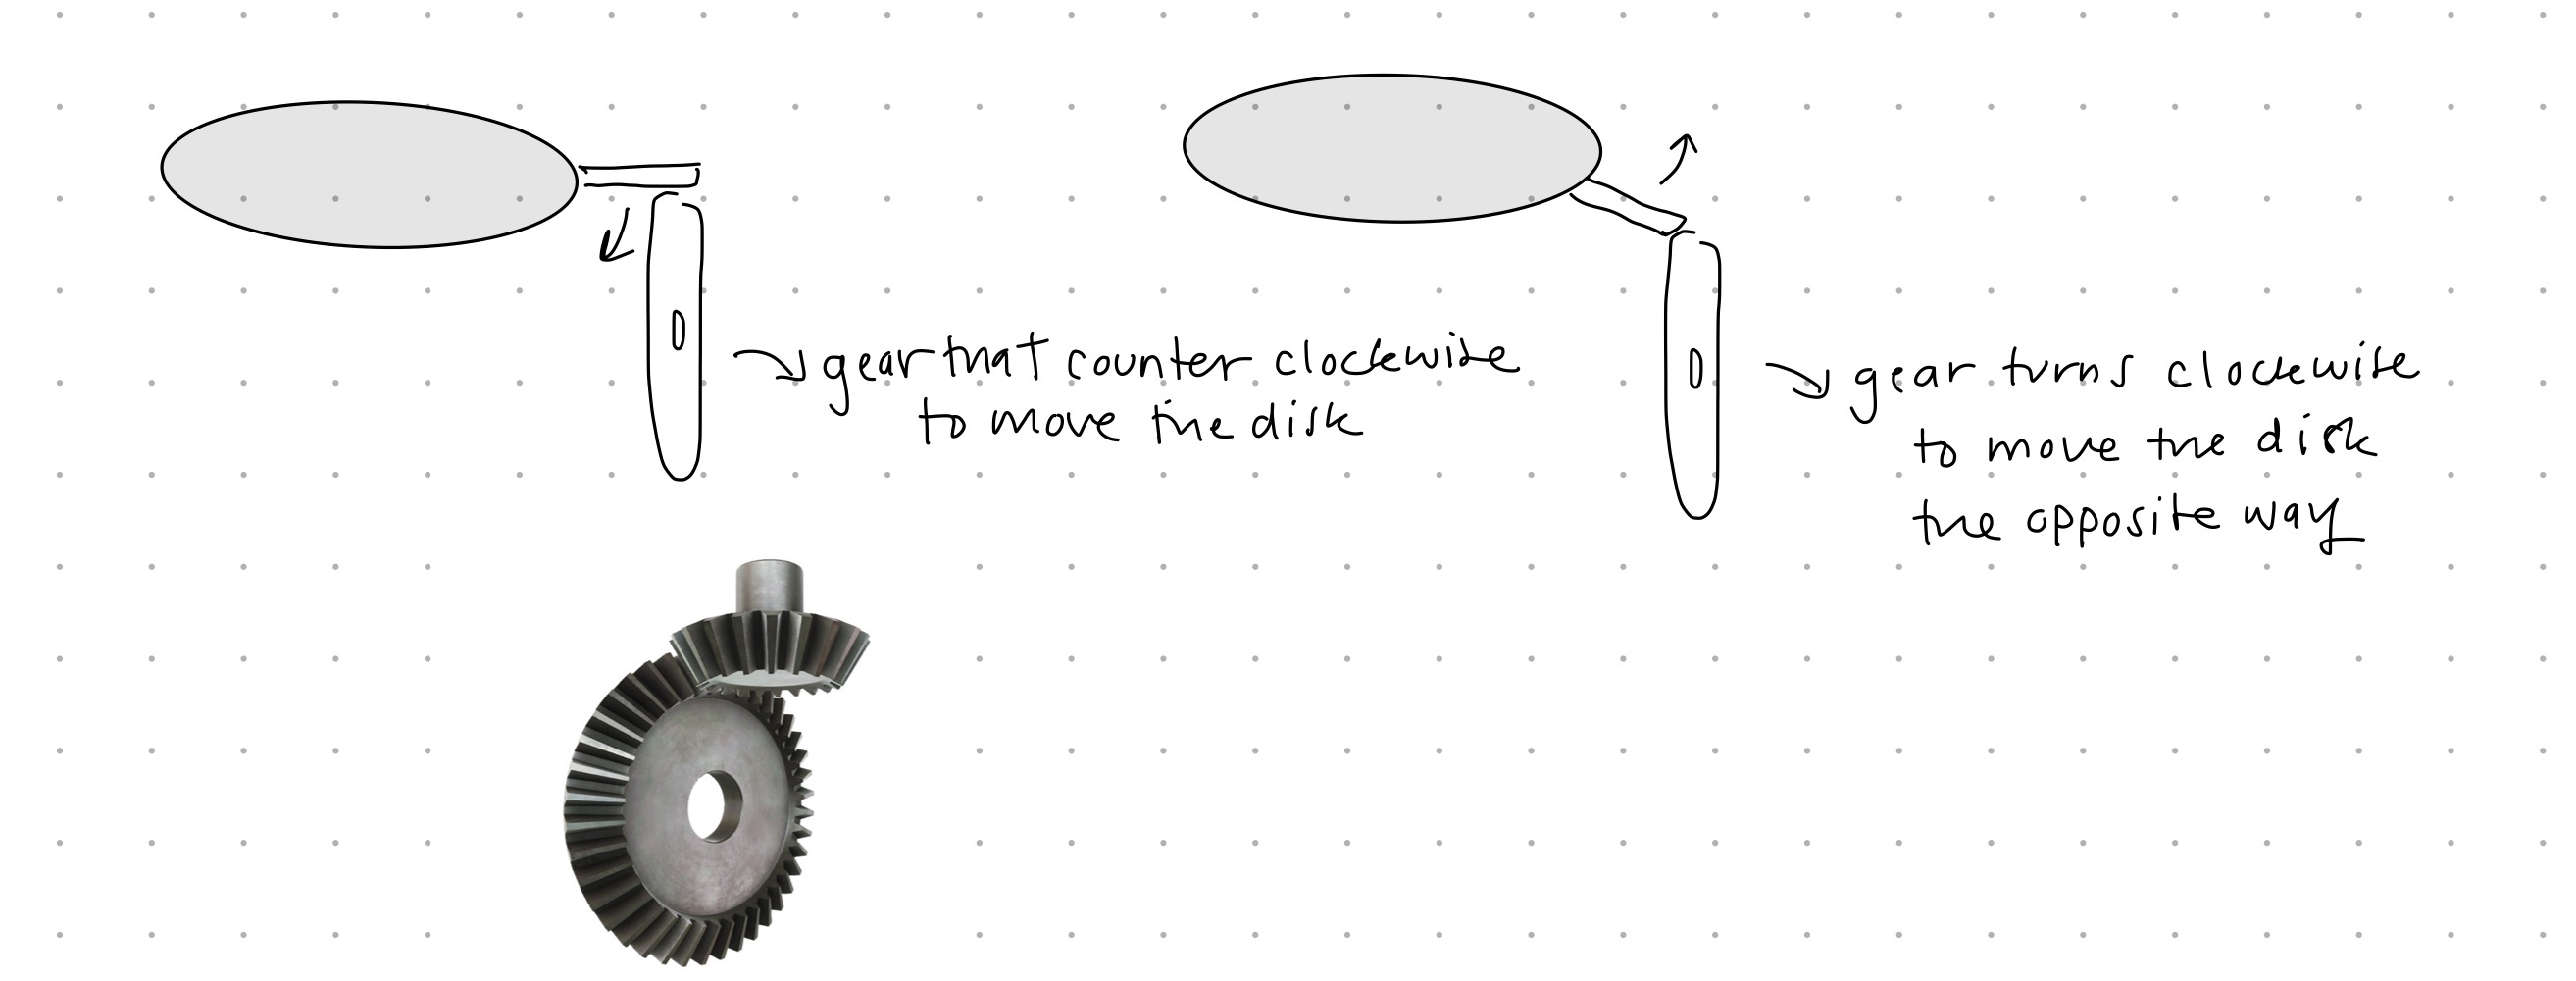 gear that counter clockwise
to move the disk
gear turns clockwise
to move the disk
the opposite way